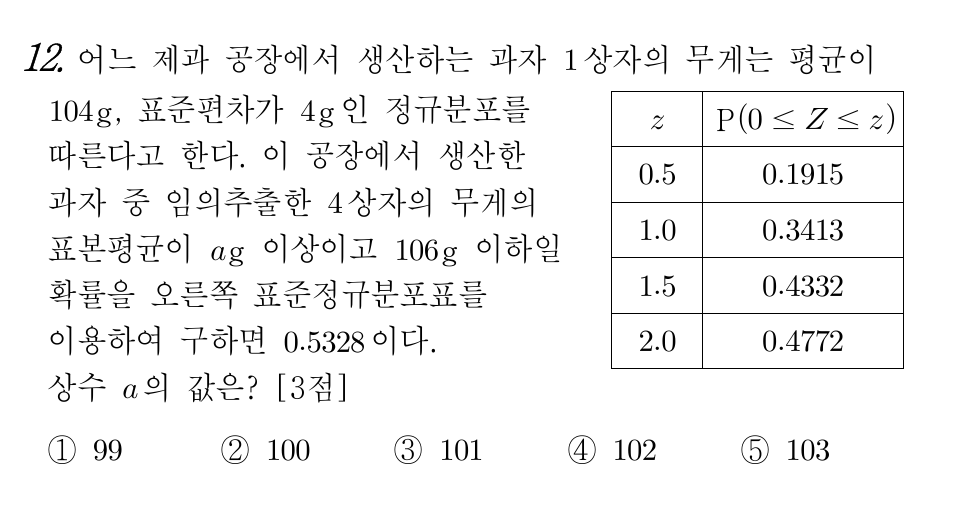 12. 어느 제과 공장에서 생산하는 과자 1상자의 무게는 평균이
104g, 표준편차가 4g인 정규분포를
따른다고 한다. 이 공장에서 생산한
과자 중 임의추출한 4상자의 무게의
표본평균이 a g 이상이고 106g 이하일
확률을 오른쪽 표준정규분포표를
이용하여 구하면 0.5328이다.
상수 a의 값은? [3점]
z P(0 ≤ Z ≤ z)
0.5 0.1915
1.0 0.3413
1.5 0.4332
2.0 0.4772
① 99 ② 100 ③ 101 ④ 102 ⑤ 103